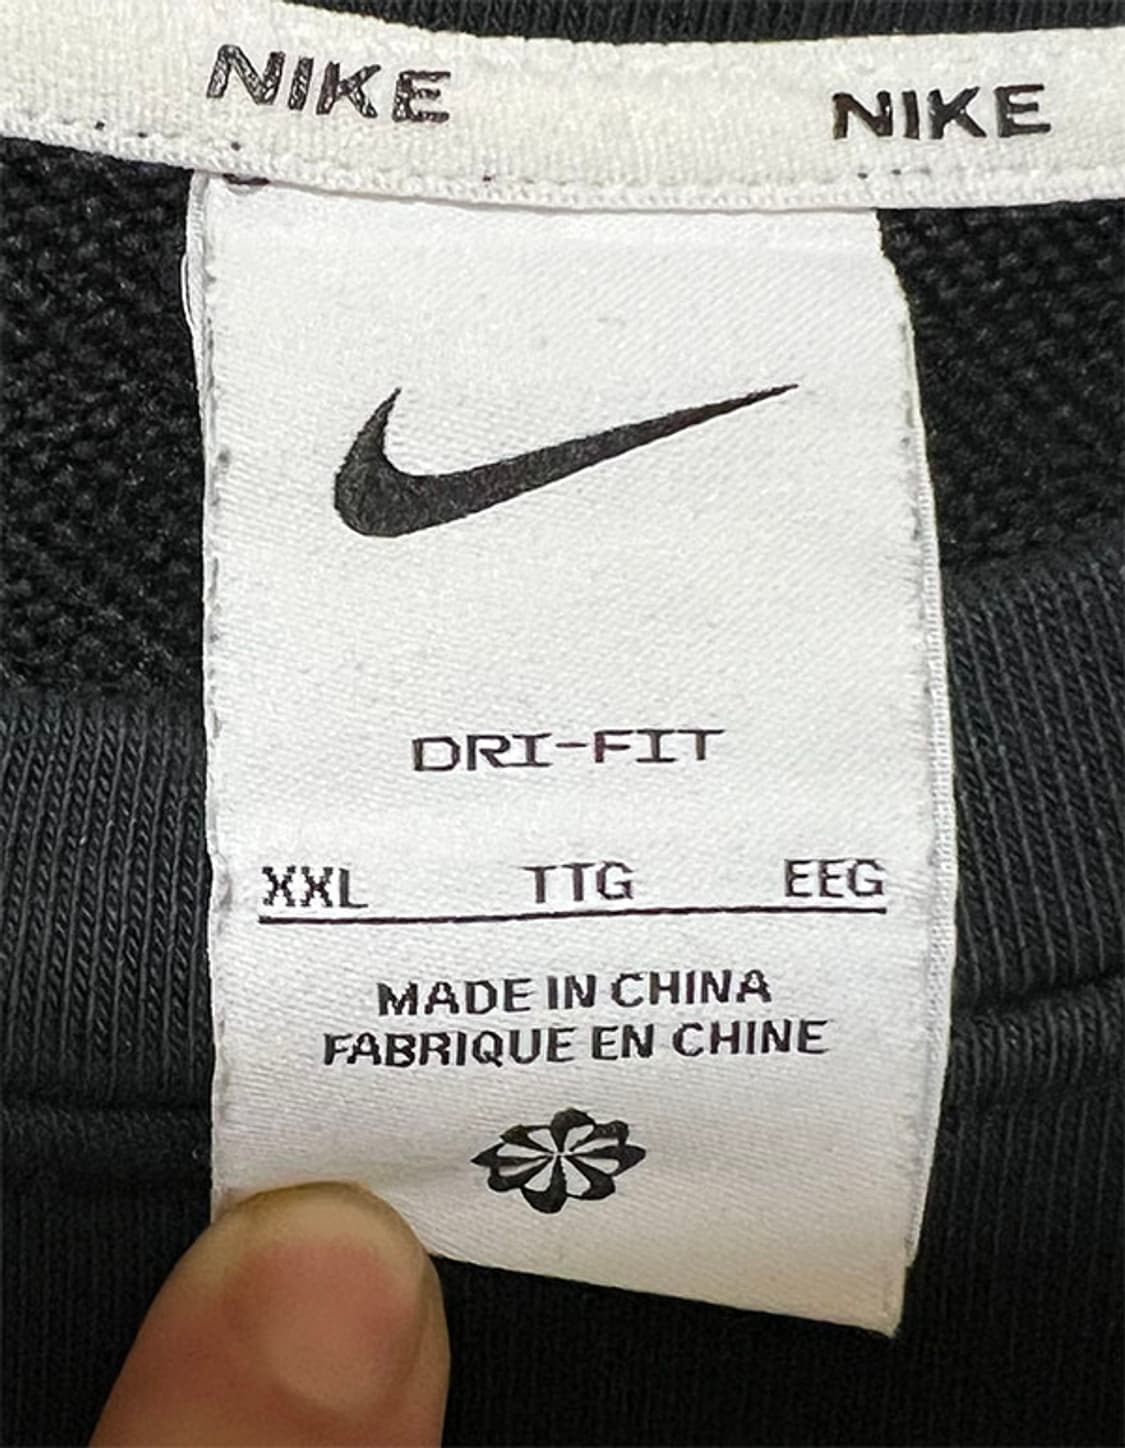 NIKE NIKE
DRI-FIT
XXL TTG EEG
MADE IN CHINA
FABRIQUE EN CHINE